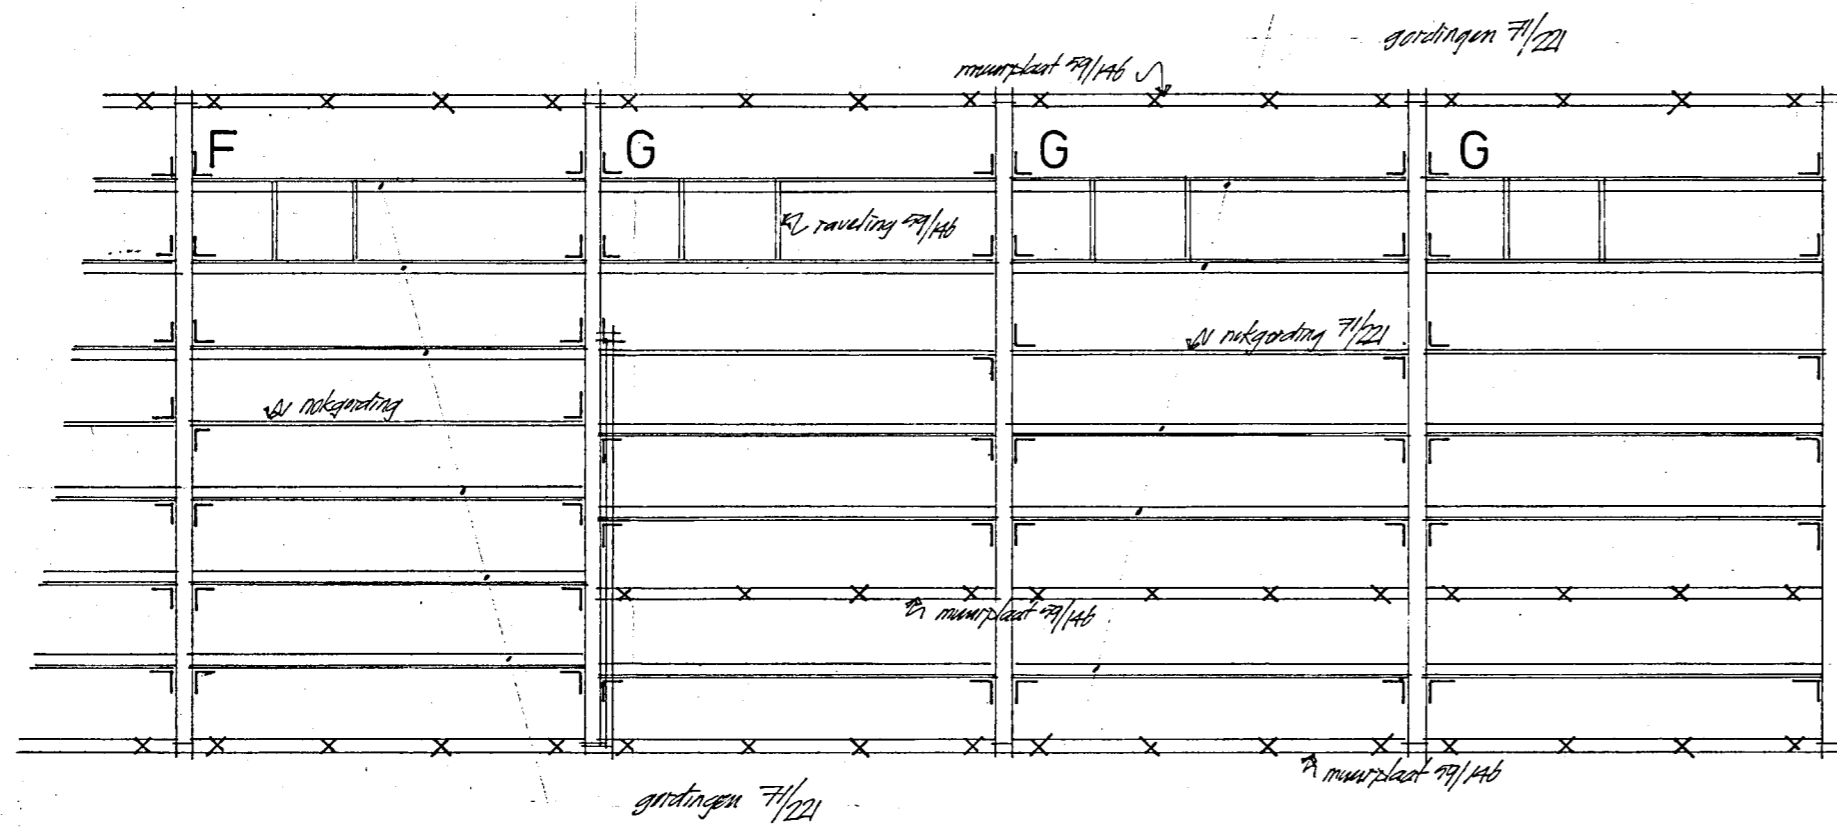 gordingen 71/221
muurplaat 59/146
F
G
G
G
raveling 59/146
nokgording 71/221
nokgording
muurplaat 59/146
muurplaat 59/146
gordingen 71/221